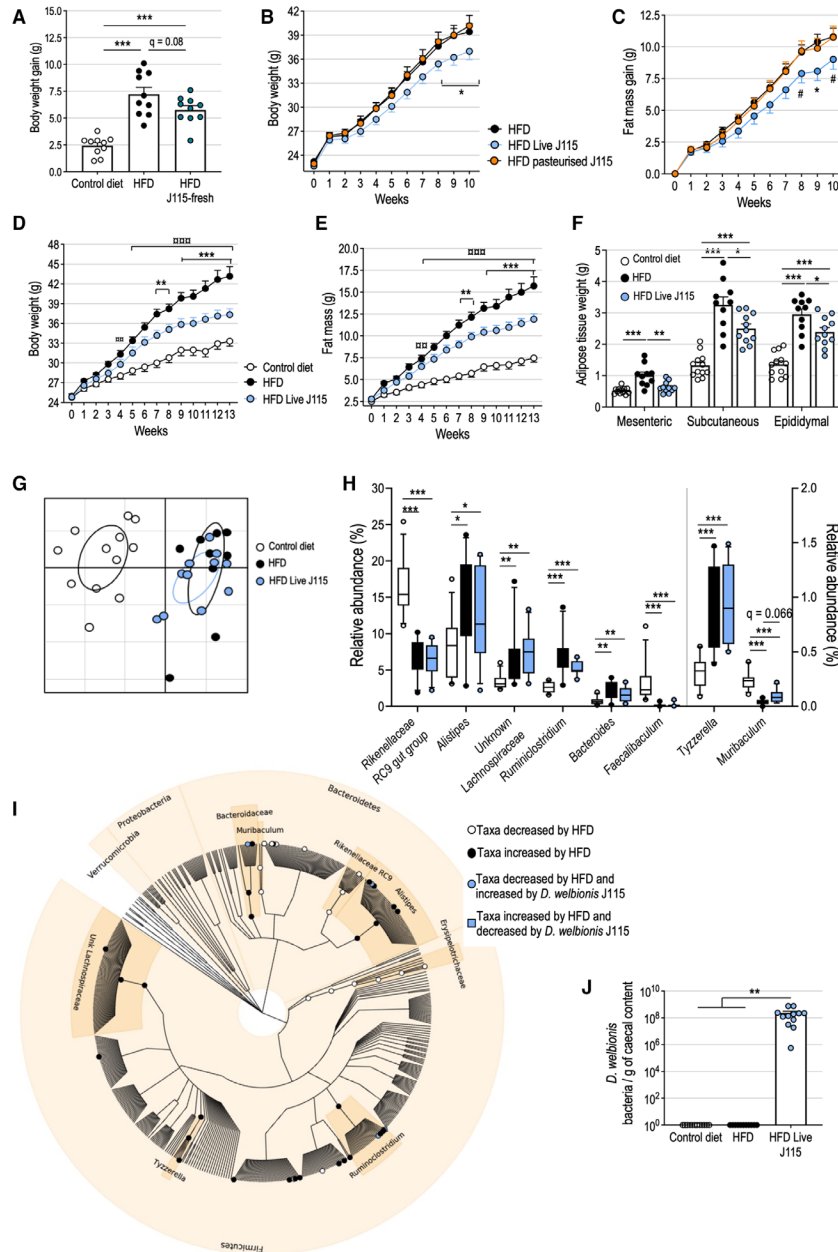 A
***
***
q = 0.08
Body weight gain (g)
15.0
12.5
10.0
7.5
5.0
2.5
0.0
Control diet
HFD
HFD
J115-fresh
B
Body weight (g)
42
39
36
33
30
27
24
*
0 1 2 3 4 5 6 7 8 9 10
Weeks
HFD
HFD Live J115
HFD pasteurised J115
C
Fat mass gain (g)
12.5
10.0
7.5
5.0
2.5
0.0
# * #
0 1 2 3 4 5 6 7 8 9 10
Weeks
D
¤¤¤
***
**
¤¤
Body weight (g)
48
45
42
39
36
33
30
27
24
0 1 2 3 4 5 6 7 8 9 10 11 12 13
Weeks
Control diet
HFD
HFD Live J115
E
¤¤¤
***
**
¤¤
Fat mass (g)
20.0
17.5
15.0
12.5
10.0
7.5
5.0
2.5
0 1 2 3 4 5 6 7 8 9 10 11 12 13
Weeks
F
Control diet
HFD
HFD Live J115
Adipose tissue weight (g)
5
4
3
2
1
0
*** **
***
*** *
***
*** *
Mesenteric
Subcutaneous
Epididymal
G
Control diet
HFD
HFD Live J115
H
Relative abundance (%)
30
25
20
15
10
5
0
***
***
*
*
**
**
***
***
**
**
***
***
***
***
q = 0.066
***
***
2.0
1.5
1.0
0.5
0.0
Relative abundance (%)
Rikenellaceae
RC9 gut group
Alistipes
Unknown
Lachnospiraceae
Ruminiclostridium
Bacteroides
Faecalibaculum
Tyzzerella
Muribaculum
I
Bacteroidetes
Proteobacteria
Verrucomicrobia
Bacteroidaceae
Muribaculum
Rikenellaceae RC9
Alistipes
Erysipelotrichaceae
Unk Lachnospiraceae
Tyzzerella
Ruminoclostridium
Firmicutes
Taxa decreased by HFD
Taxa increased by HFD
Taxa decreased by HFD and
increased by D. welbionis J115
Taxa increased by HFD and
decreased by D. welbionis J115
J
**
D. welbionis
bacteria / g of caecal content
10¹⁰
10⁸
10⁶
10⁴
10²
10⁰
Control diet
HFD
HFD Live
J115